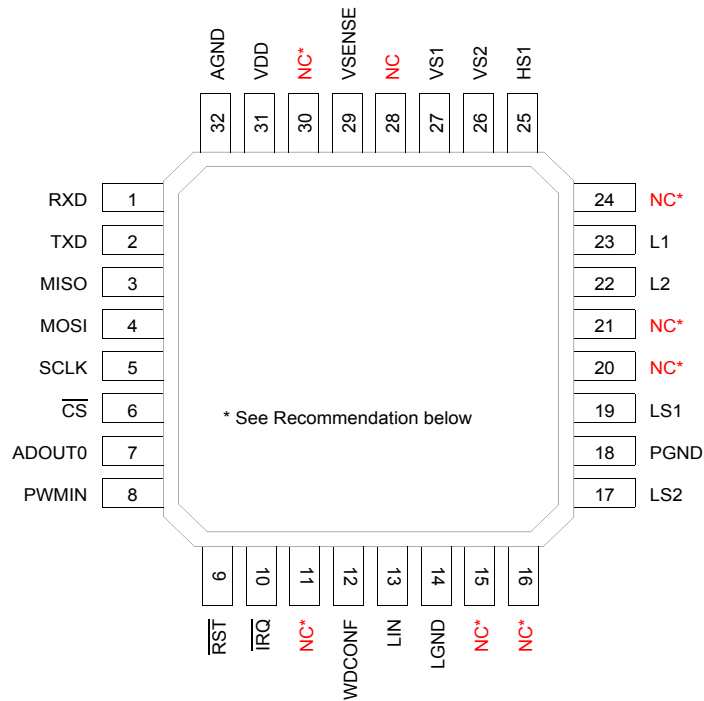 AGND VDD NC* VSENSE NC VS1 VS2 HS1
32 31 30 29 28 27 26 25
RXD 1 24 NC*
TXD 2 23 L1
MISO 3 22 L2
MOSI 4 21 NC*
SCLK 5 20 NC*
CS 6 19 LS1
* See Recommendation below
ADOUT0 7 18 PGND
PWMIN 8 17 LS2
9 10 11 12 13 14 15 16
RST IRQ NC* WDCONF LIN LGND NC* NC*